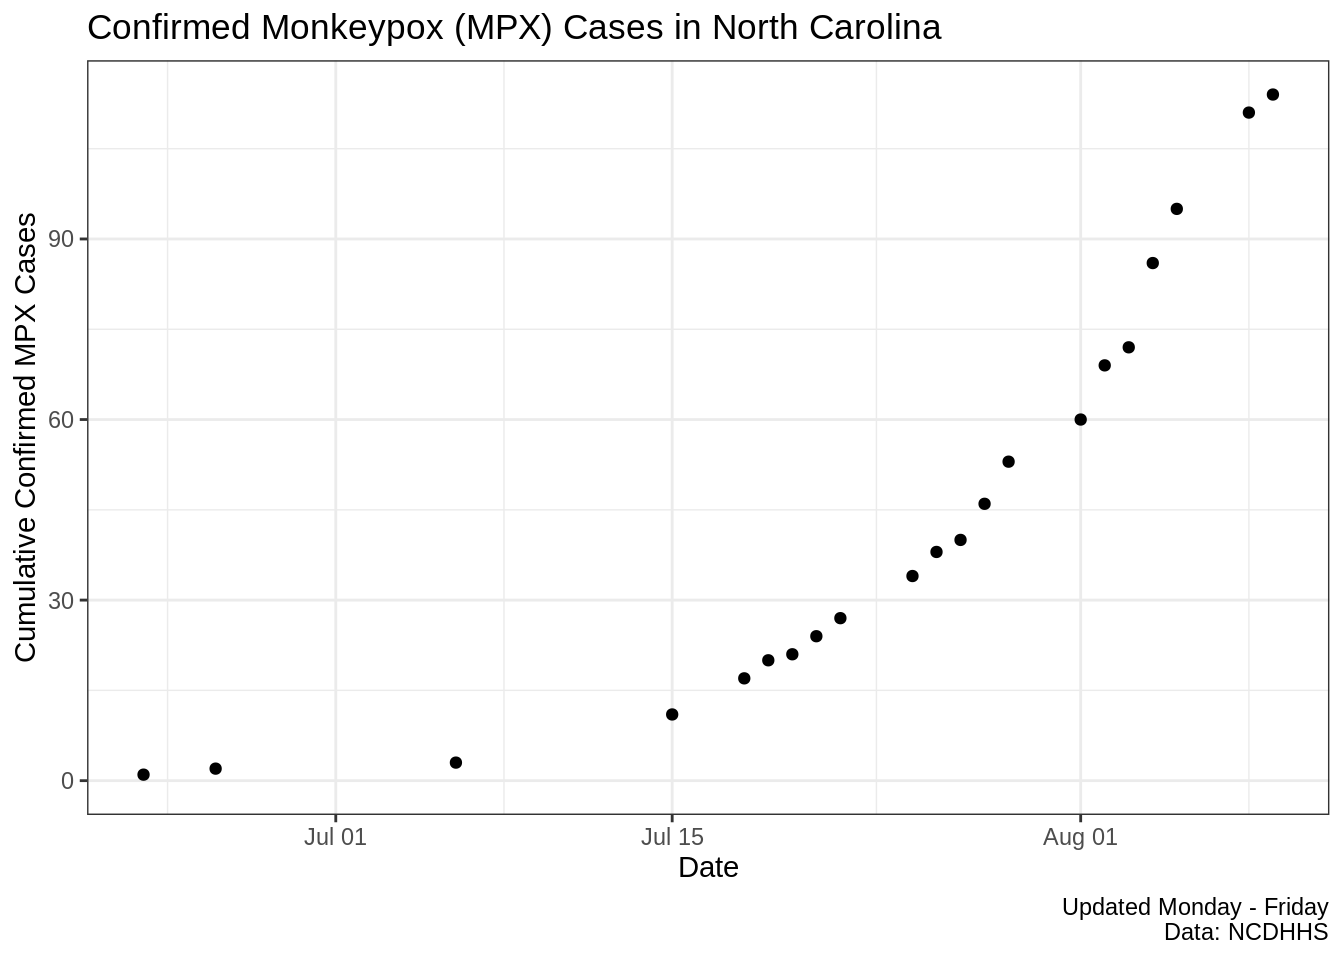 Confirmed Monkeypox (MPX) Cases in North Carolina
Cumulative Confirmed MPX Cases
90
60
30
0
Jul 01
Jul 15
Aug 01
Date
Updated Monday - Friday
Data: NCDHHS